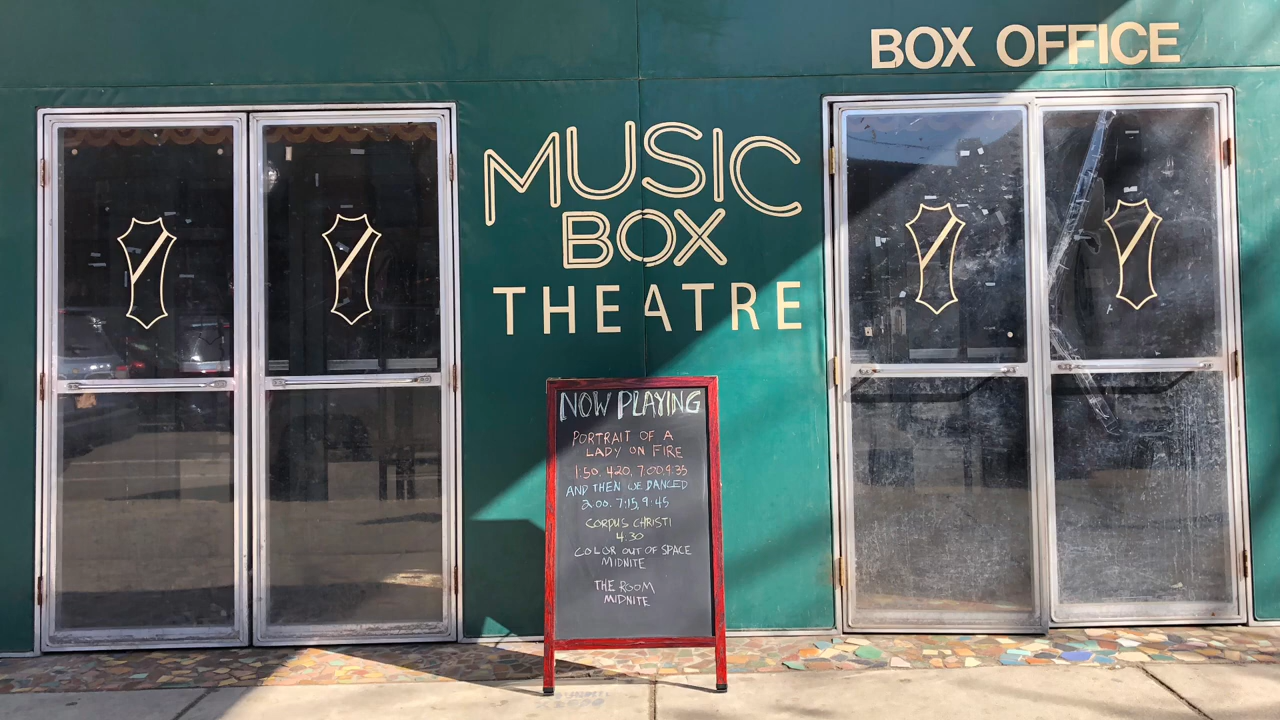 BOX OFFICE
MUSIC
BOX
THEATRE
NOW PLAYING
PORTRAIT OF A
LADY ON FIRE
1:50, 420, 7:00 9:35
AND THEN WE DANCED
2:00. 7:15, 9:45
CORPUS CHRISTI
4:30
COLOR OUT OF SPACE
MIDNITE
THE ROOM
MIDNITE